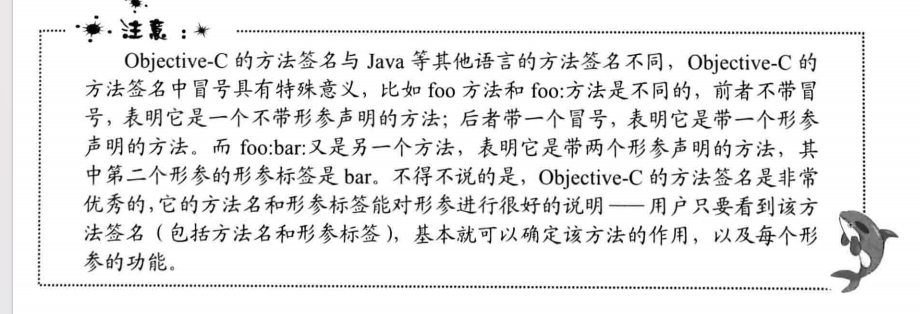 注意：
Objective-C 的方法签名与 Java 等其他语言的方法签名不同，Objective-C 的
方法签名中冒号具有特殊意义，比如 foo 方法和 foo:方法是不同的，前者不带冒
号，表明它是一个不带形参声明的方法；后者带一个冒号，表明它是带一个形参
声明的方法。而 foo:bar:又是另一个方法，表明它是带两个形参声明的方法，其
中第二个形参的形参标签是 bar。不得不说的是，Objective-C 的方法签名是非常
优秀的，它的方法名和形参标签能对形参进行很好的说明——用户只要看到该方
法签名（包括方法名和形参标签），基本就可以确定该方法的作用，以及每个形
参的功能。